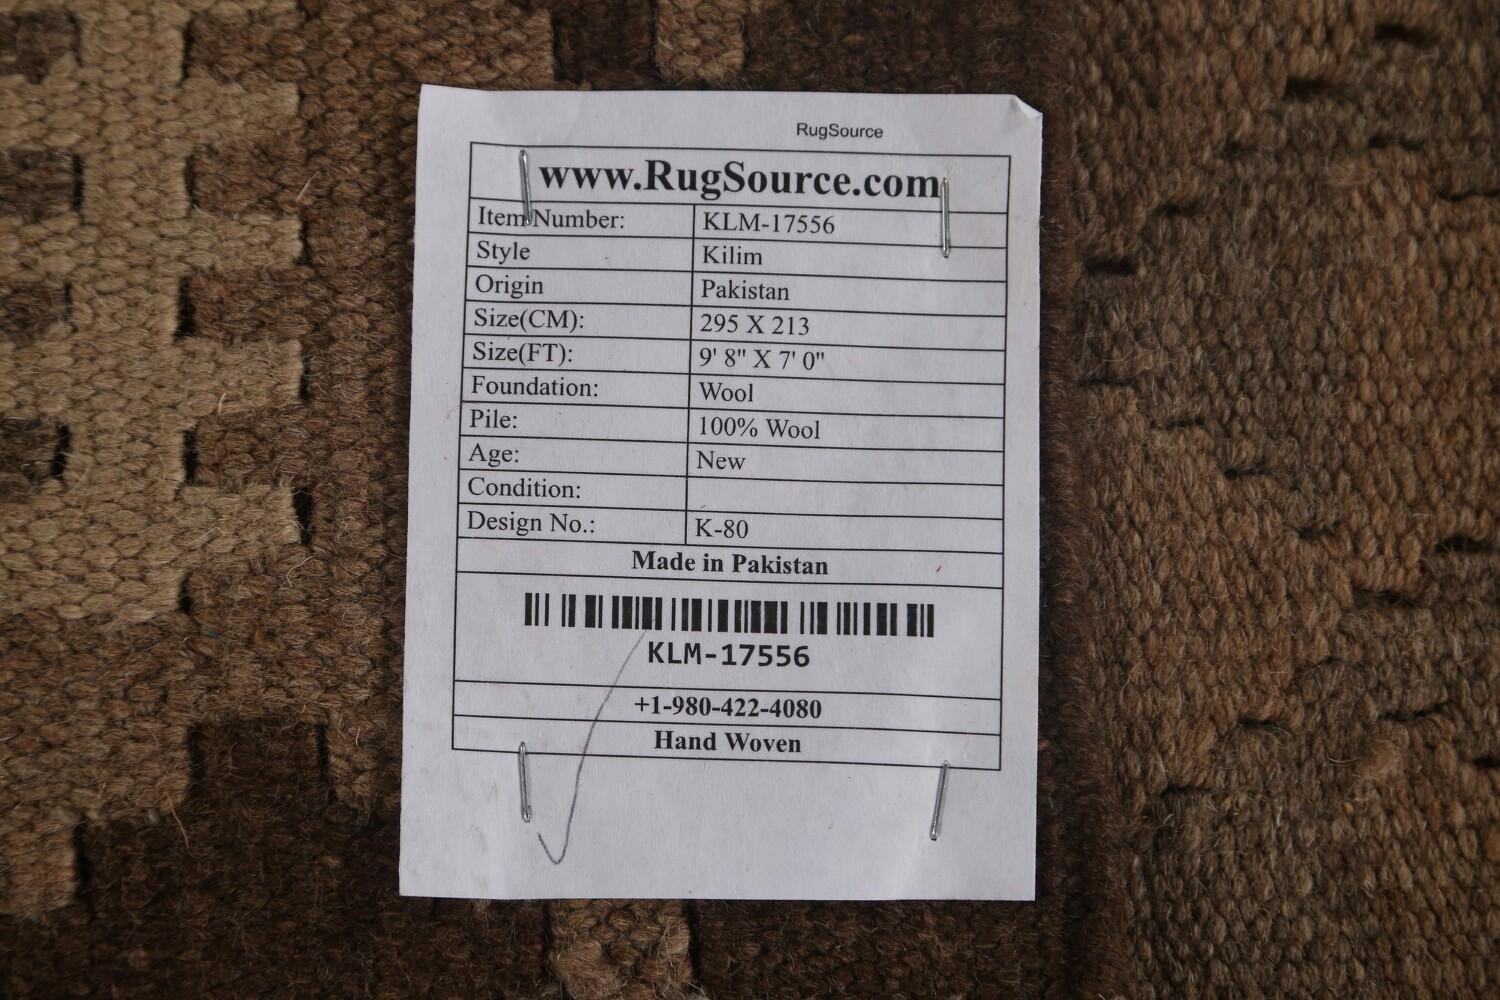 RugSource
www.RugSource.com
Item Number: KLM-17556
Style Kilim
Origin Pakistan
Size(CM): 295 X 213
Size(FT): 9' 8" X 7' 0"
Foundation: Wool
Pile: 100% Wool
Age: New
Condition:
Design No.: K-80
Made in Pakistan
KLM-17556
+1-980-422-4080
Hand Woven